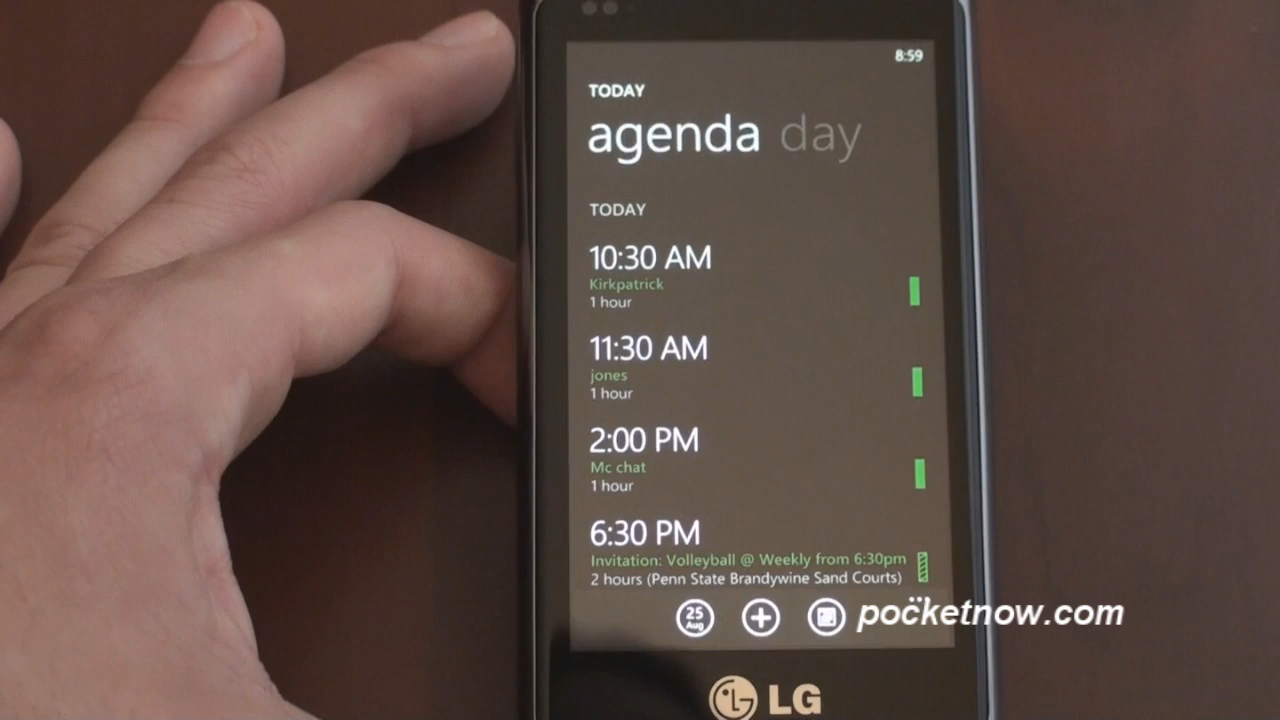 8:59
TODAY
agenda day
TODAY
10:30 AM
Kirkpatrick
1 hour
11:30 AM
jones
1 hour
2:00 PM
Mc chat
1 hour
6:30 PM
Invitation: Volleyball @ Weekly from 6:30pm
2 hours (Penn State Brandywine Sand Courts)
25
Aug
pocketnow.com
LG